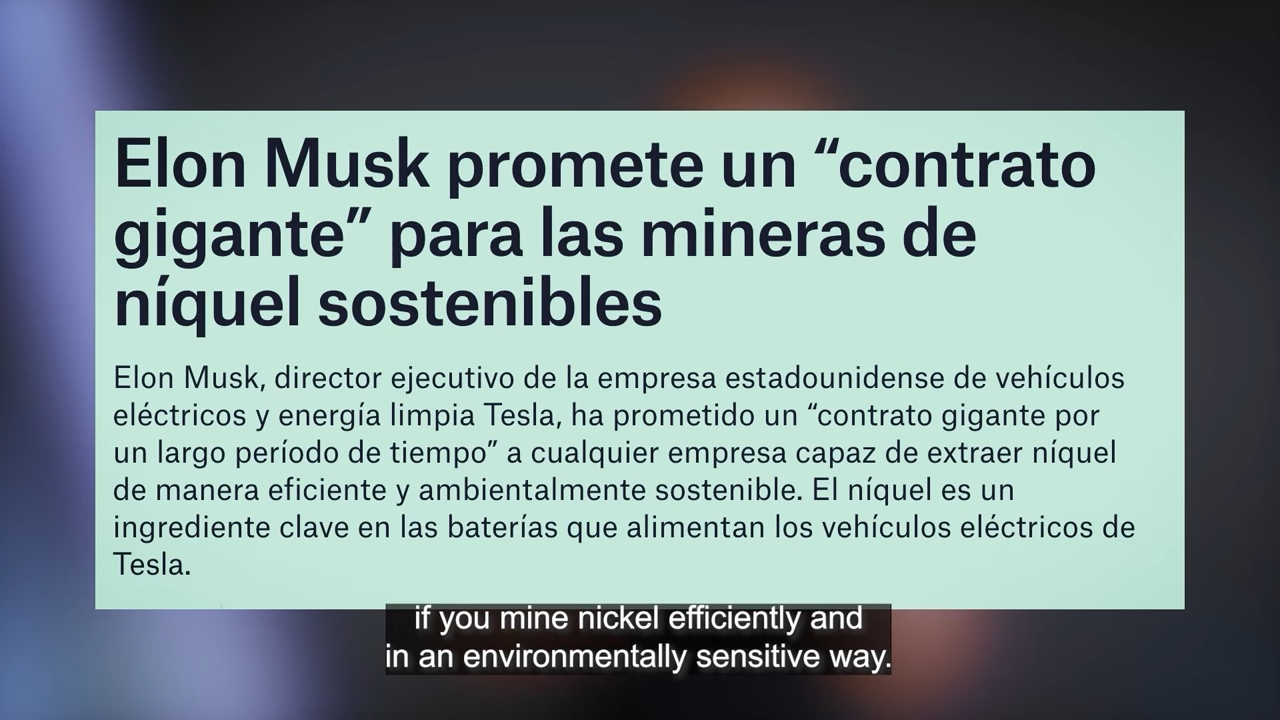 Elon Musk promete un “contrato
gigante” para las mineras de
níquel sostenibles
Elon Musk, director ejecutivo de la empresa estadounidense de vehículos
eléctricos y energía limpia Tesla, ha prometido un “contrato gigante por
un largo período de tiempo” a cualquier empresa capaz de extraer níquel
de manera eficiente y ambientalmente sostenible. El níquel es un
ingrediente clave en las baterías que alimentan los vehículos eléctricos de
Tesla.
if you mine nickel efficiently and
in an environmentally sensitive way.